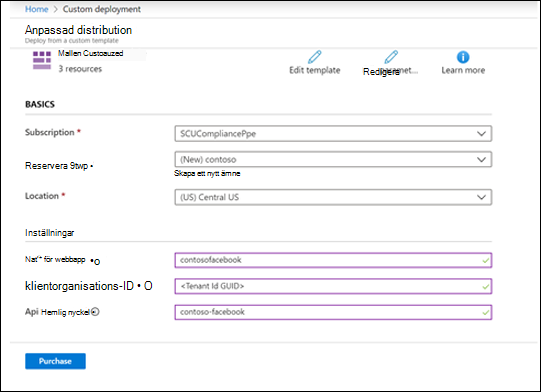 Home > Custom deployment
Anpassad distribution
Deploy from a custom template
Mallen Custoauzed
3 resources
Edit template
Redigera paramet...
Learn more
BASICS
Subscription *
SCUCompliancePpe
Reservera 9twp •
(New) contoso
Skapa ett nytt ämne
Location *
(US) Central US
Inställningar
Nat'* för webbapp •o
contosofacebook
klientorganisations-ID • O
<Tenant Id GUID>
Api Hemlig nyckel
contoso-facebook
Purchase